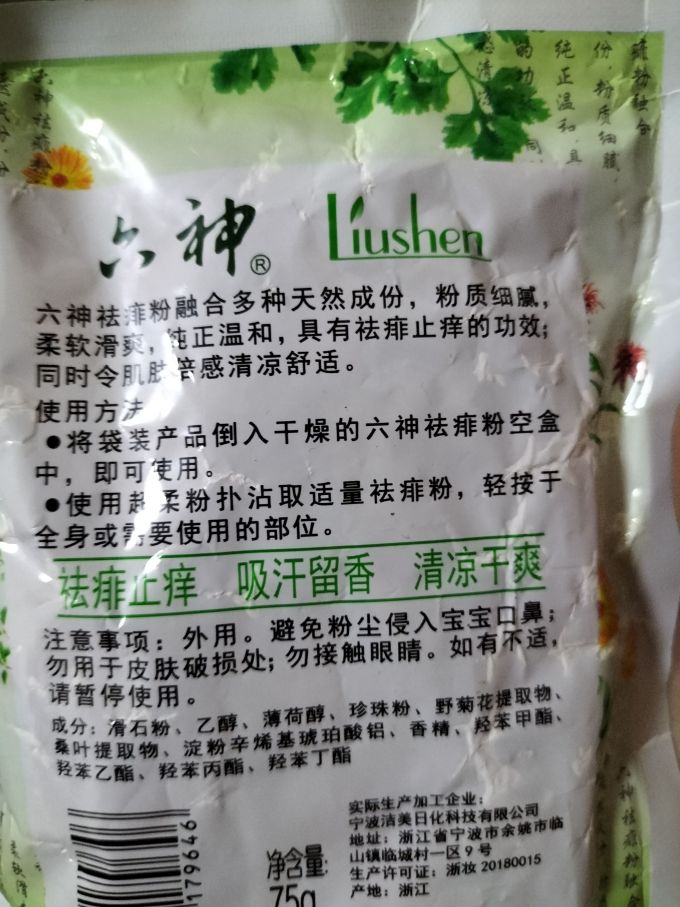 六神® Liushen
六神祛痱粉融合多种天然成份，粉质细腻，
柔软滑爽，纯正温和，具有祛痱止痒的功效；
同时令肌肤倍感清凉舒适。
使用方法
●将袋装产品倒入干燥的六神祛痱粉空盒
中，即可使用。
●使用超柔粉扑沾取适量祛痱粉，轻按于
全身或需要使用的部位。
祛痱止痒 吸汗留香 清凉干爽
注意事项：外用。避免粉尘侵入宝宝口鼻；
勿用于皮肤破损处；勿接触眼睛。如有不适，
请暂停使用。
成分：滑石粉、乙醇、薄荷醇、珍珠粉、野菊花提取物、
桑叶提取物、淀粉辛烯基琥珀酸铝、香精、羟苯甲酯、
羟苯乙酯、羟苯丙酯、羟苯丁酯
179646
净含量:
75g
实际生产加工企业：
宁波洁美日化科技有限公司
地址：浙江省宁波市余姚市临
山镇临城村一区9号
生产许可证：浙妆20180015
产地：浙江